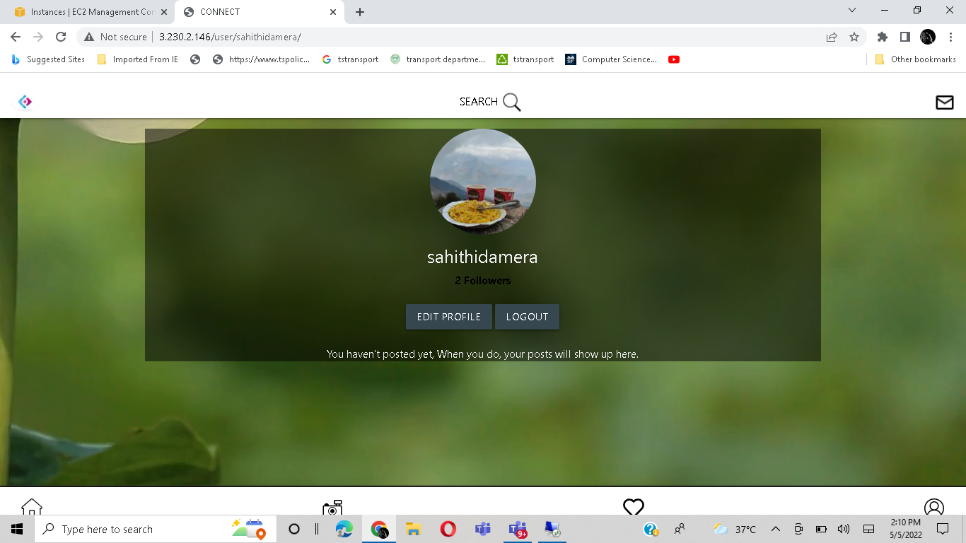 Instances | EC2 Management Con
CONNECT
Not secure | 3.230.2.146/user/sahithidamera/
Suggested Sites
Imported From IE
https://www.tspolic...
tstransport
transport departme...
tstransport
Computer Science...
Other bookmarks
SEARCH
sahithidamera
2 Followers
EDIT PROFILE
LOGOUT
You haven't posted yet, When you do, your posts will show up here.
Type here to search
9+
37°C
2:10 PM
5/5/2022